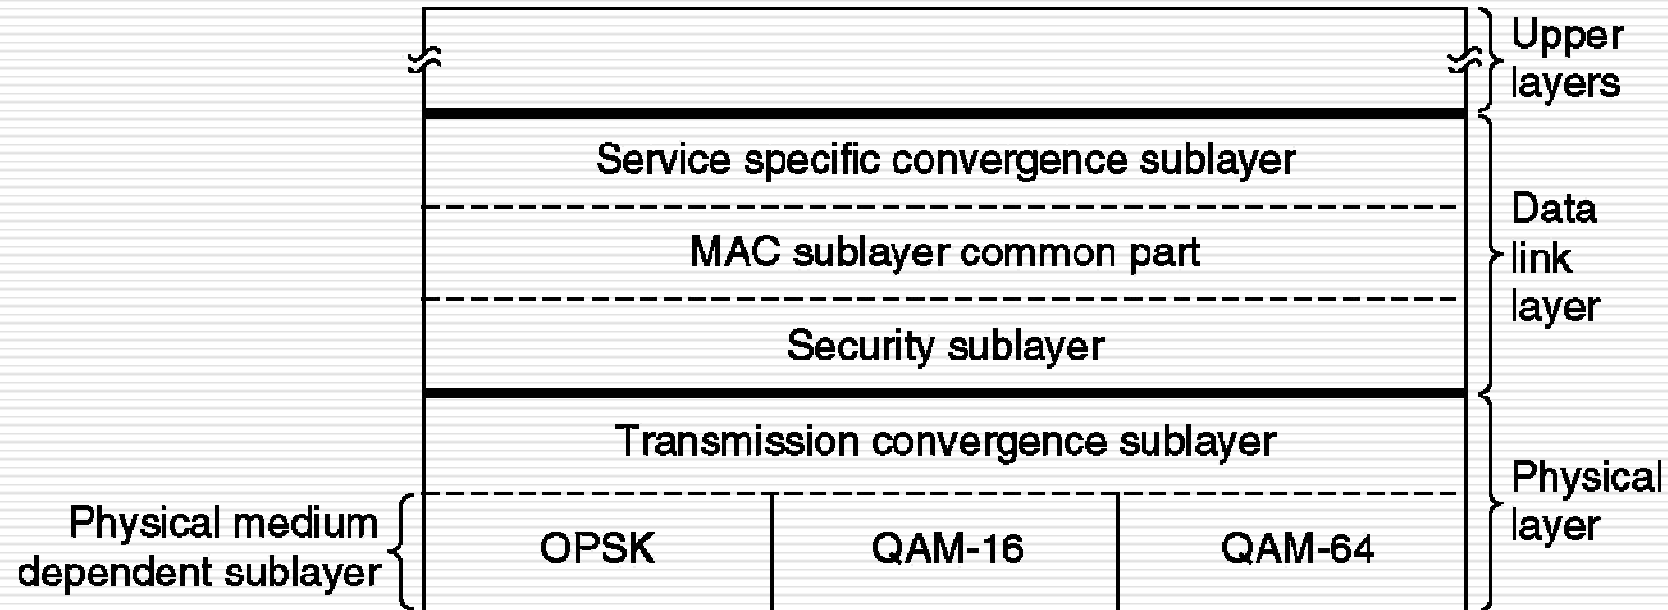 Upper
layers
Service specific convergence sublayer
MAC sublayer common part
Security sublayer
Data
link
layer
Transmission convergence sublayer
Physical
layer
Physical medium
dependent sublayer
OPSK
QAM-16
QAM-64